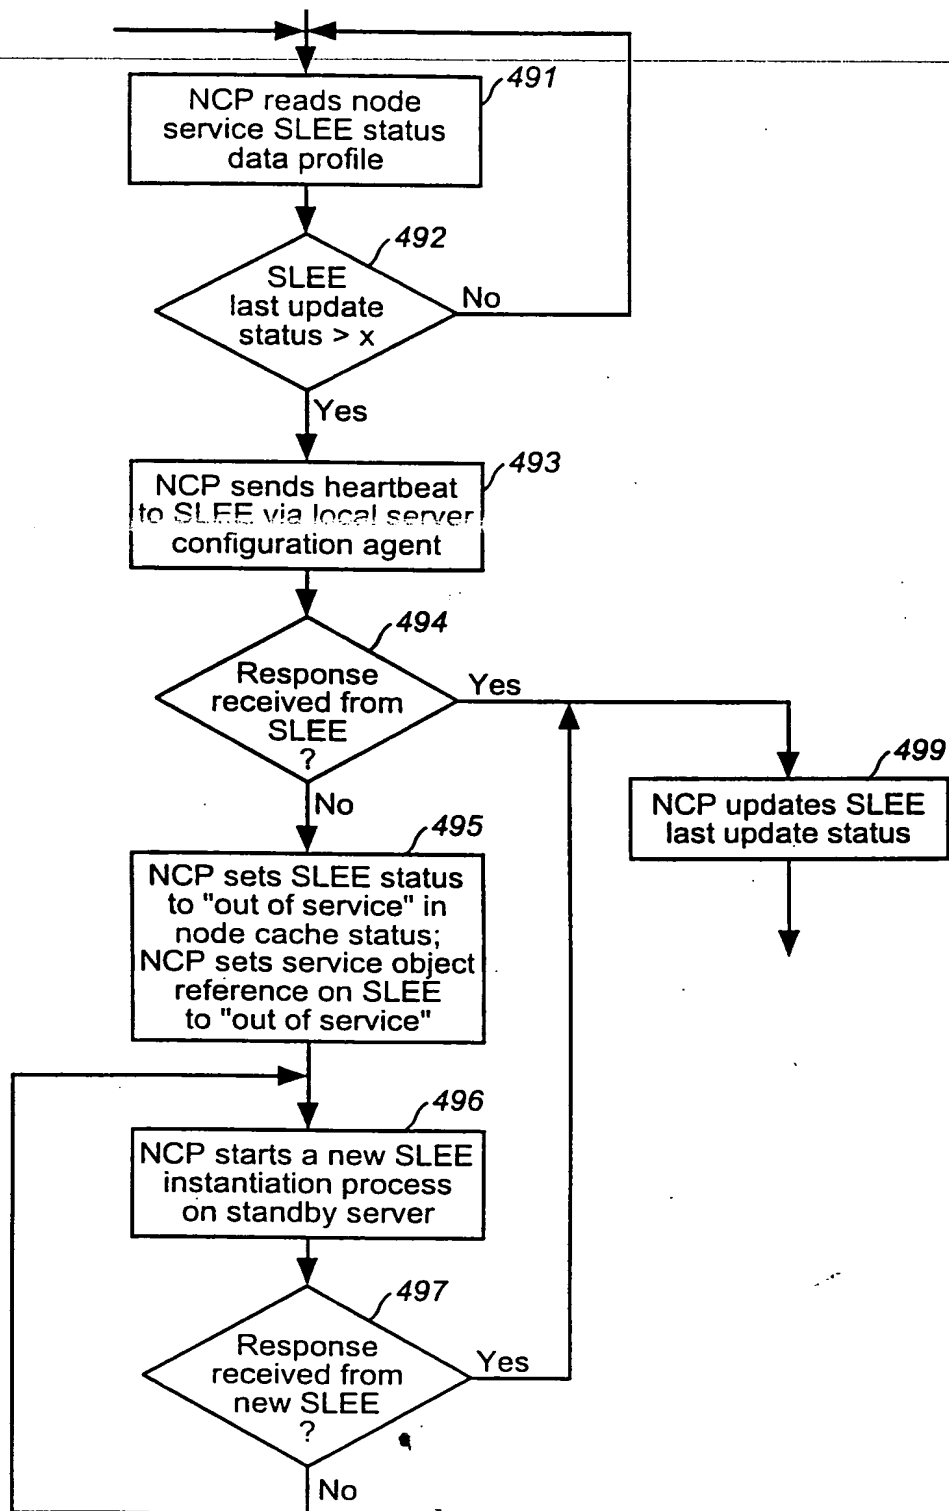 491
NCP reads node
service SLEE status
data profile
492
SLEE
last update
status > x
No
Yes
493
NCP sends heartbeat
to SLEE via local server
configuration agent
494
Response
received from
SLEE
?
Yes
No
499
NCP updates SLEE
last update status
495
NCP sets SLEE status
to "out of service" in
node cache status;
NCP sets service object
reference on SLEE
to "out of service"
496
NCP starts a new SLEE
instantiation process
on standby server
497
Response
received from
new SLEE
?
Yes
No